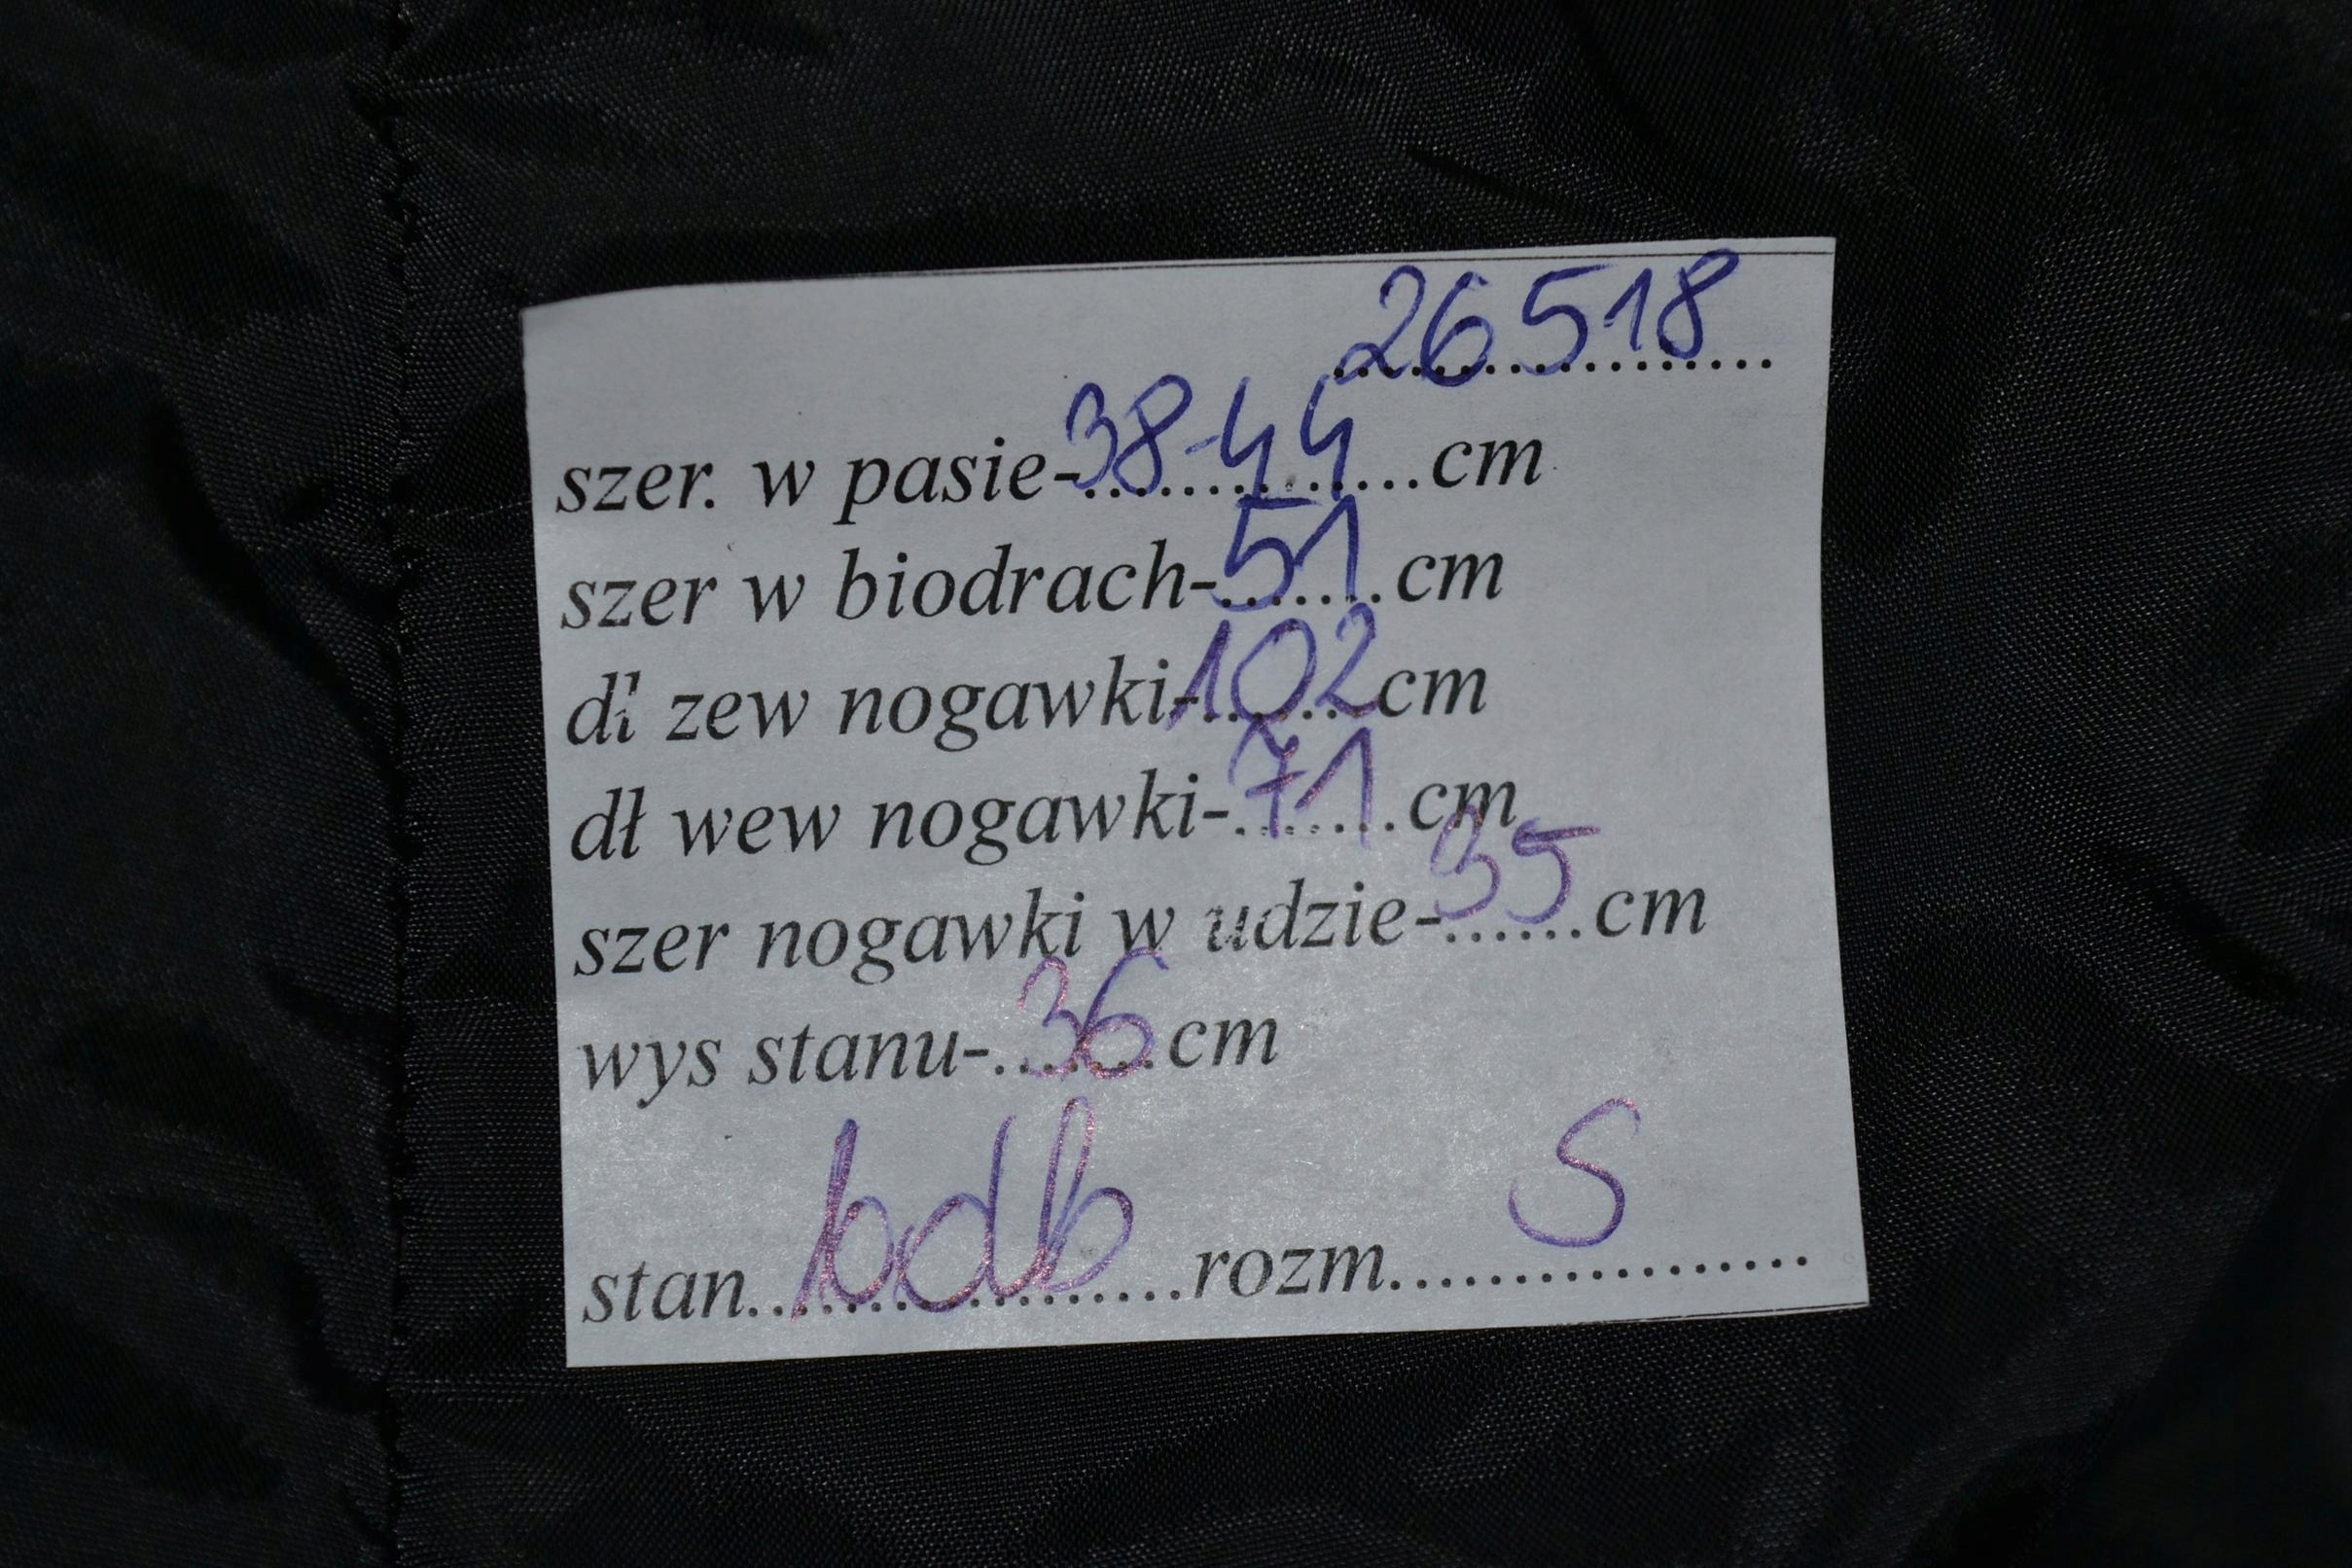 26518
szer. w pasie-38-44 cm
szer w biodrach-51 cm
dł zew nogawki-102 cm
dł wew nogawki-71 cm
szer nogawki w udzie-35 cm
wys stanu-36 cm
stan bdb rozm S